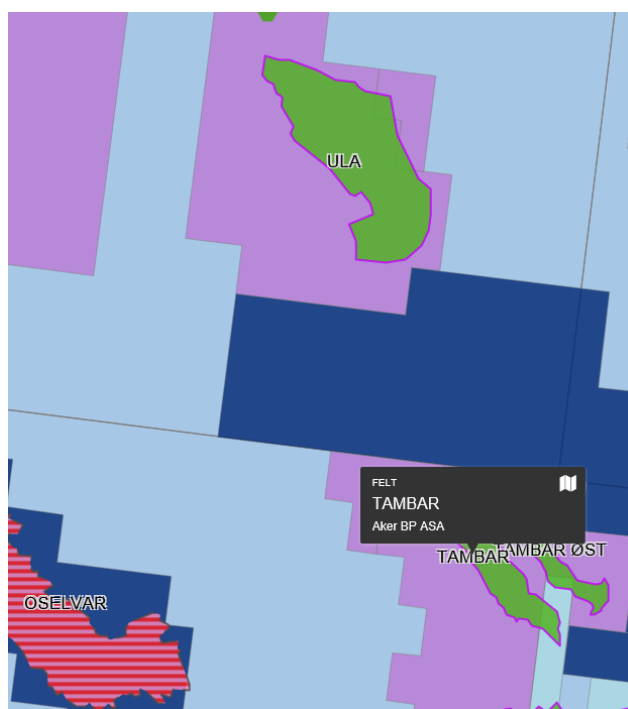 ULA
FELT
TAMBAR
Aker BP ASA
TAMBAR
TAMBAR ØST
OSELVAR